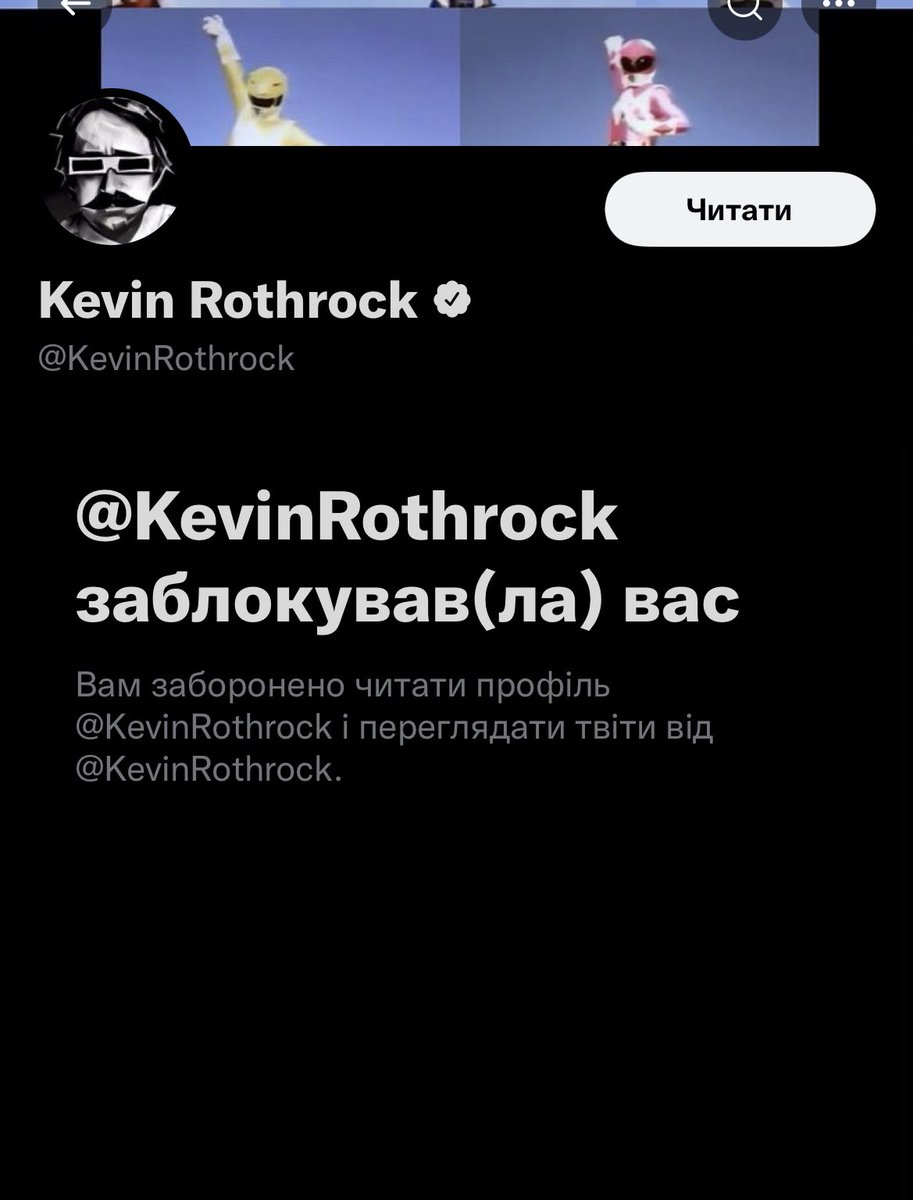 Читати
Kevin Rothrock
@KevinRothrock
@KevinRothrock
заблокував(ла) вас
Вам заборонено читати профіль
@KevinRothrock і переглядати твіти від
@KevinRothrock.